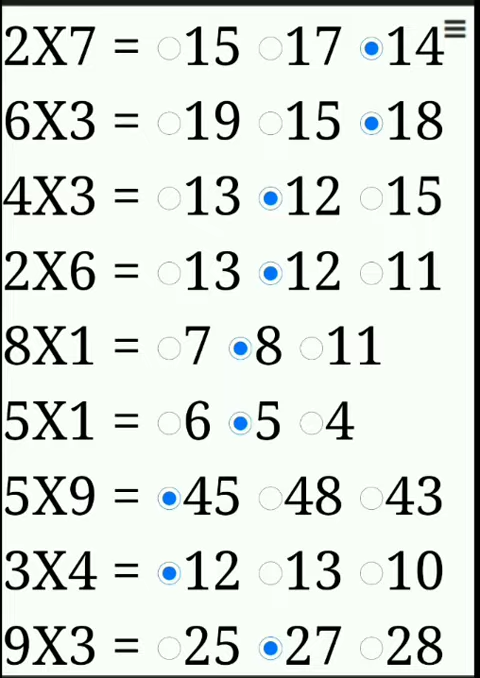 2X7 = 15 17 14
6X3 = 19 15 18
4X3 = 13 12 15
2X6 = 13 12 11
8X1 = 7 8 11
5X1 = 6 5 4
5X9 = 45 48 43
3X4 = 12 13 10
9X3 = 25 27 28